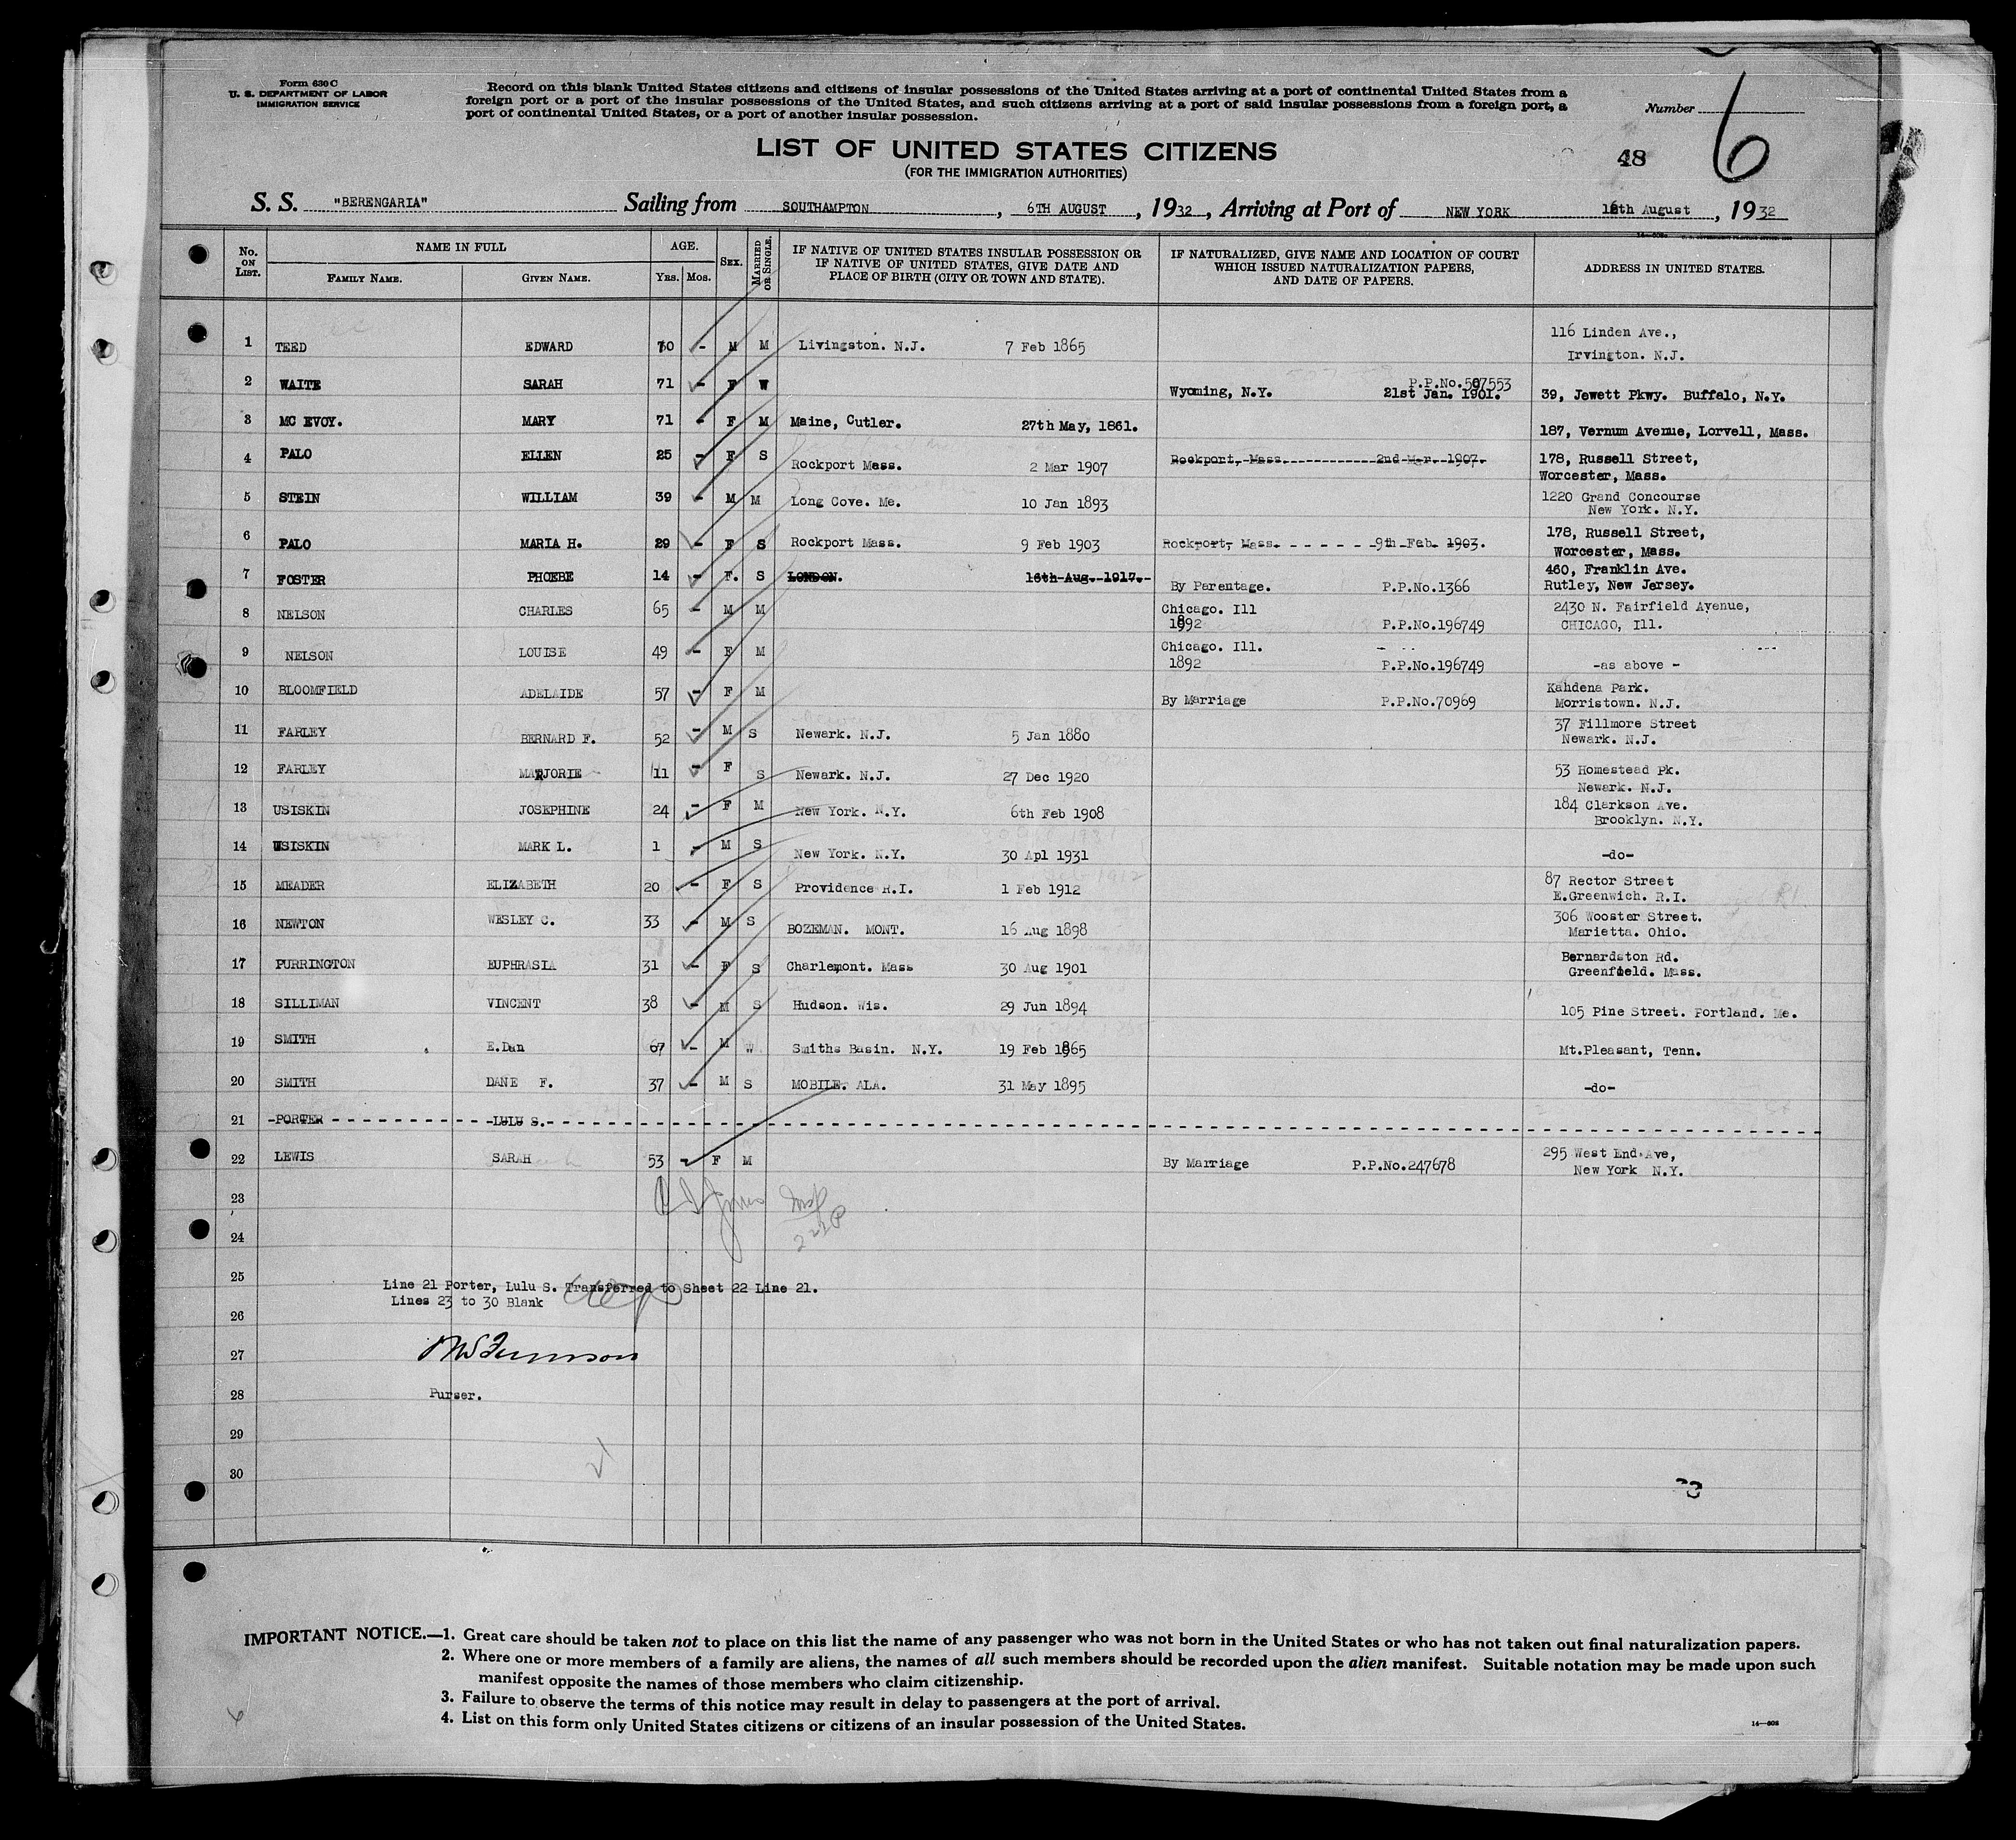 Form 630 C
U. S. DEPARTMENT OF LABOR
IMMIGRATION SERVICE
Record on this blank United States citizens and citizens of insular possessions of the United States arriving at a port of continental United States from a
foreign port or a port of the insular possessions of the United States, and such citizens arriving at a port of said insular possessions from a foreign port, a
port of continental United States, or a port of another insular possession.
Number 6
LIST OF UNITED STATES CITIZENS
(FOR THE IMMIGRATION AUTHORITIES)
48
S. S. "BERENGARIA" Sailing from SOUTHAMPTON, 6TH AUGUST, 1932, Arriving at Port of NEW YORK August, 1932
No. ON LIST. NAME IN FULL FAMILY NAME. GIVEN NAME. AGE. Yrs. Mos. SEX. MARRIED OR SINGLE. IF NATIVE OF UNITED STATES INSULAR POSSESSION OR IF NATIVE OF UNITED STATES, GIVE DATE AND PLACE OF BIRTH (CITY OR TOWN AND STATE). IF NATURALIZED, GIVE NAME AND LOCATION OF COURT WHICH ISSUED NATURALIZATION PAPERS, AND DATE OF PAPERS. ADDRESS IN UNITED STATES.
1 TEED EDWARD 70 - M M Livingston. N.J. 7 Feb 1865 116 Linden Ave., Irvington. N.J.
2 WAITE SARAH 71 - F W Wyoming, N.Y. P.P.No.597553 21st Jan. 1901. 39, Jewett Pkwy. Buffalo, N.Y.
3 MC EVOY. MARY 71 - F M Maine, Cutler. 27th May, 1861. 187, Vernum Avenue, Lorvell, Mass.
4 PALO ELLEN 25 - F S Rockport Mass. 2 Mar 1907 Rockport, Mass. 2nd Mar. 1907. 178, Russell Street, Worcester, Mass.
5 STEIN WILLIAM 39 - M M Long Cove. Me. 10 Jan 1893 1220 Grand Concourse New York. N.Y.
6 PALO MARIA H. 29 - F S Rockport Mass. 9 Feb 1903 Rockport, Mass. 9th Feb. 1903. 178, Russell Street, Worcester, Mass.
7 FOSTER PHOEBE 14 - F. S LONDON. 16th Aug. 1917. By Parentage. P.P.No.1366 460, Franklin Ave. Rutley, New Jersey.
8 NELSON CHARLES 65 - M M Chicago. Ill 1892 P.P.No.196749 2430 N. Fairfield Avenue, CHICAGO, Ill.
9 NELSON LOUISE 49 - F M Chicago. Ill. 1892 P.P.No.196749 -as above -
10 BLOOMFIELD ADELAIDE 57 - F M By Marriage P.P.No.70969 Kahdena Park. Morristown. N.J.
11 FARLEY BERNARD F. 52 - M S Newark. N.J. 5 Jan 1880 37 Fillmore Street Newark. N.J.
12 FARLEY MARJORIE 11 - F S Newark. N.J. 27 Dec 1920 53 Homestead Pk. Newark. N.J.
13 USISKIN JOSEPHINE 24 - F M New York. N.Y. 6th Feb 1908 184 Clarkson Ave. Brooklyn. N.Y.
14 USISKIN MARK L. 1 - M S New York. N.Y. 30 Apl 1931 -do-
15 MEADER ELIZABETH 20 - F S Providence R.I. 1 Feb 1912 87 Rector Street E.Greenwich. R.I.
16 NEWTON WESLEY C. 33 - M S BOZEMAN. MONT. 16 Aug 1898 306 Wooster Street. Marietta. Ohio.
17 PURRINGTON EUPHRASIA 31 - F S Charlemont. Mass 30 Aug 1901 Bernardston Rd. Greenfield. Mass.
18 SILLIMAN VINCENT 38 - M S Hudson. Wis. 29 Jun 1894 105 Pine Street. Portland. Me.
19 SMITH E.Dan 67 - M W Smiths Basin. N.Y. 19 Feb 1865 Mt.Pleasant, Tenn.
20 SMITH DANE F. 37 - M S MOBILE. ALA. 31 May 1895 -do-
21 -PORTER -LULU S.-
22 LEWIS SARAH 53 - F M By Marriage P.P.No.247678 295 West End Ave, New York N.Y.
23
24
25
Line 21 Porter, Lulu S. Transferred to Sheet 22 Line 21.
Lines 23 to 30 Blank
26
27
28 Purser.
29
30
IMPORTANT NOTICE.—1. Great care should be taken not to place on this list the name of any passenger who was not born in the United States or who has not taken out final naturalization papers.
2. Where one or more members of a family are aliens, the names of all such members should be recorded upon the alien manifest. Suitable notation may be made upon such
manifest opposite the names of those members who claim citizenship.
3. Failure to observe the terms of this notice may result in delay to passengers at the port of arrival.
4. List on this form only United States citizens or citizens of an insular possession of the United States.
6
14—608